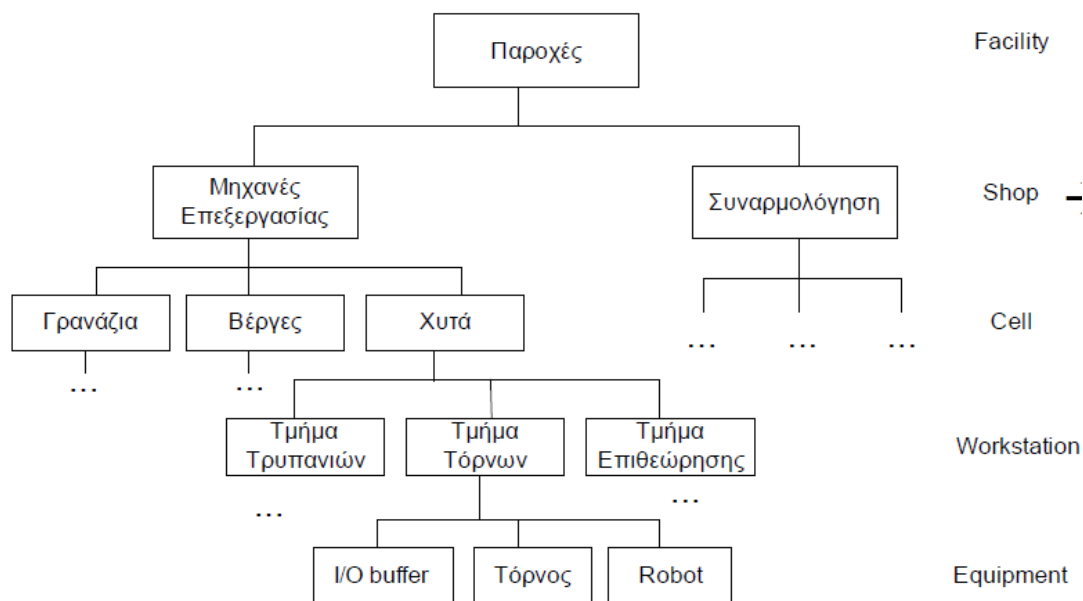 Παροχές
Facility
Μηχανές
Επεξεργασίας
Συναρμολόγηση
Shop
Γρανάζια
Βέργες
Χυτά
... ... ...
Cell
... ...
Τμήμα
Τρυπανιών
Τμήμα
Τόρνων
Τμήμα
Επιθεώρησης
Workstation
...
...
I/O buffer
Τόρνος
Robot
Equipment